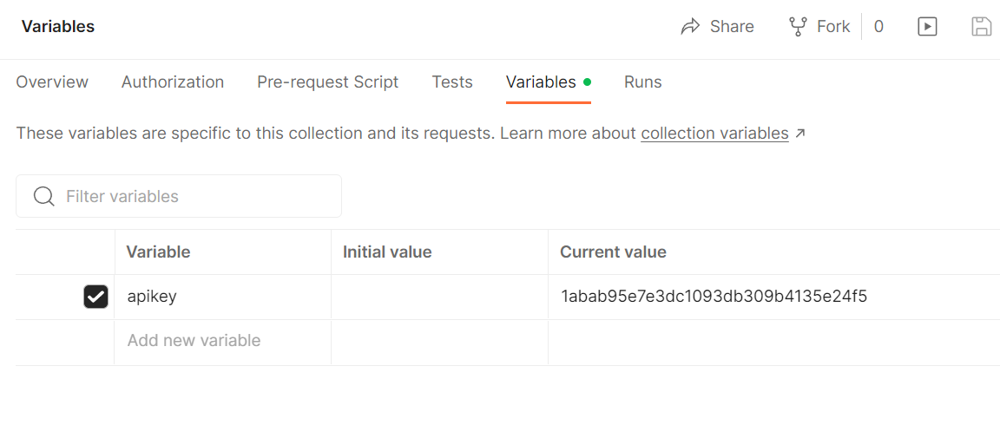 Variables
Share
Fork
0
Overview
Authorization
Pre-request Script
Tests
Variables
Runs
These variables are specific to this collection and its requests. Learn more about collection variables ↗
Filter variables
Variable
Initial value
Current value
apikey
1abab95e7e3dc1093db309b4135e24f5
Add new variable